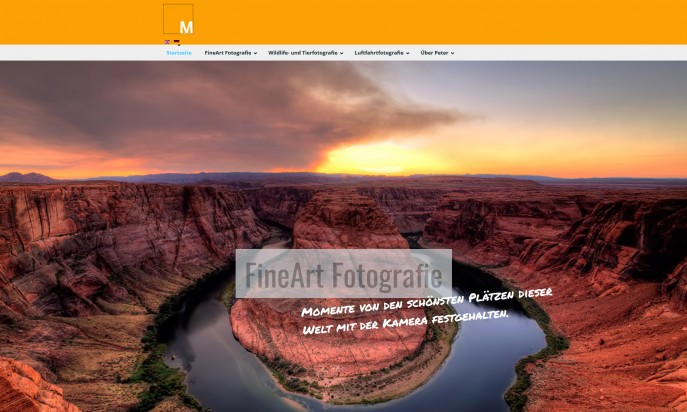 M
Startseite FineArt Fotografie Wildlife- und Tierfotografie Luftfahrtfotografie Über Peter
FineArt Fotografie
Momente von den schönsten Plätzen dieser
Welt mit der Kamera festgehalten.